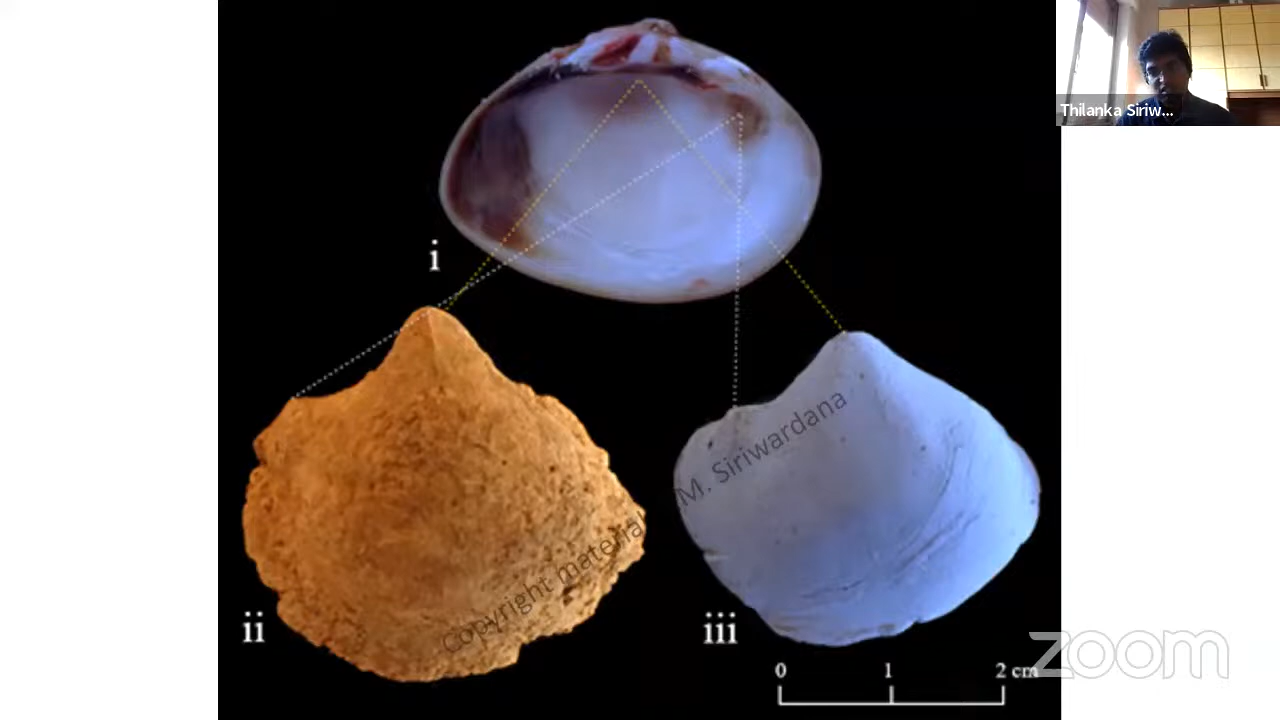 Thilanka Siriw...
i
M. Siriwardana
Copyright material
ii
iii
0 1 2 cm
zoom